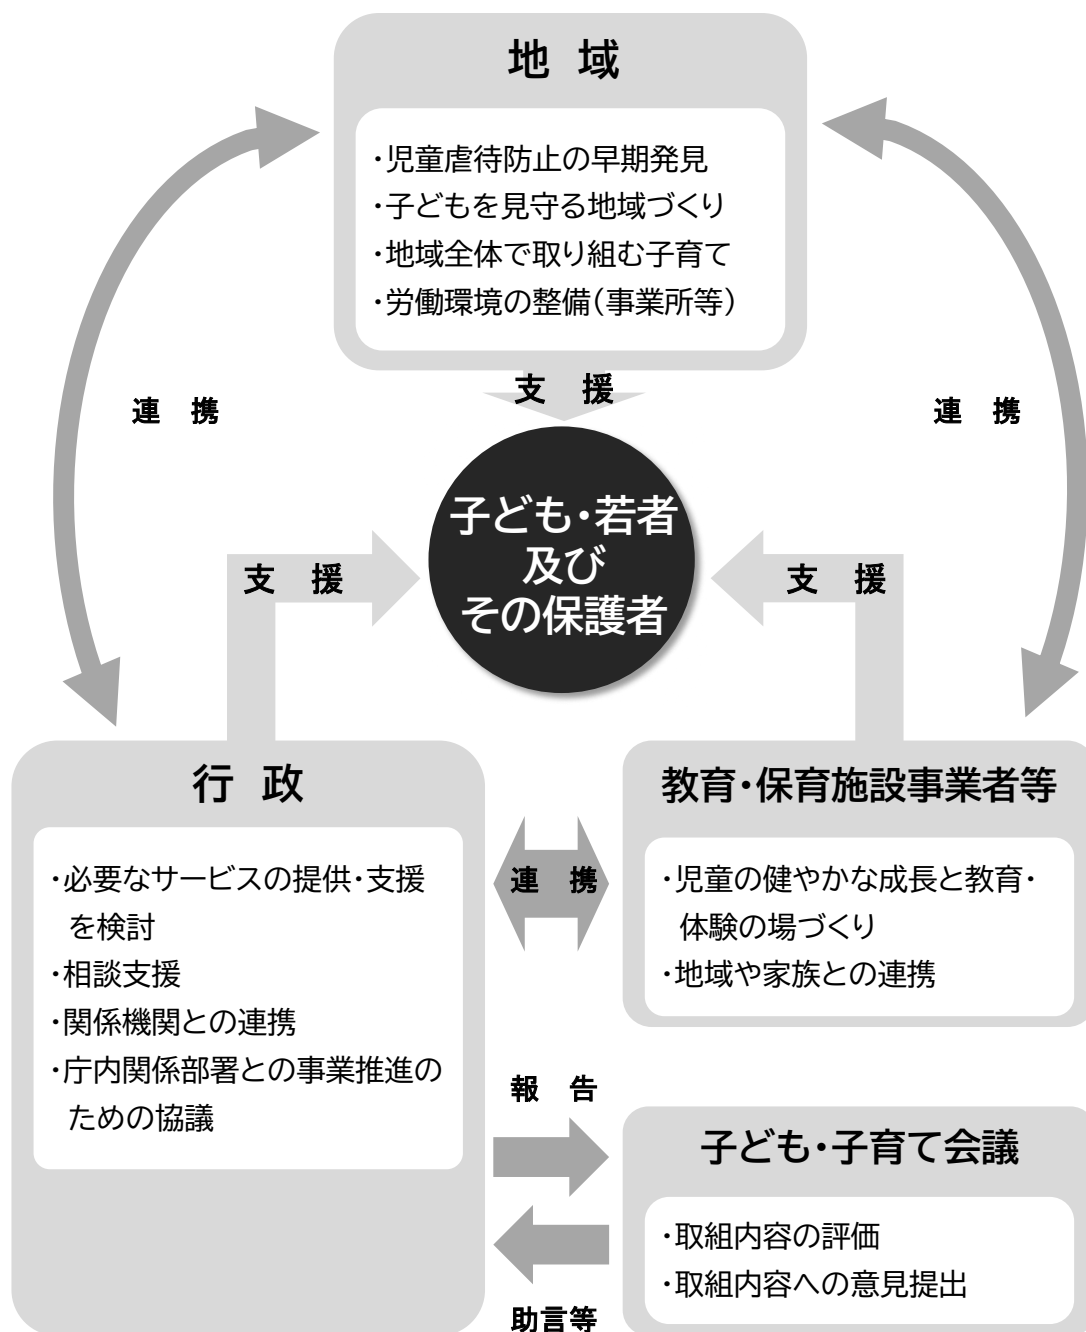 地 域
・児童虐待防止の早期発見
・子どもを見守る地域づくり
・地域全体で取り組む子育て
・労働環境の整備(事業所等)
支 援
連 携
連 携
子ども・若者
及び
その保護者
支 援
支 援
行 政
・必要なサービスの提供・支援
を検討
・相談支援
・関係機関との連携
・庁内関係部署との事業推進の
ための協議
連 携
教育・保育施設事業者等
・児童の健やかな成長と教育・
体験の場づくり
・地域や家族との連携
報 告
助言等
子ども・子育て会議
・取組内容の評価
・取組内容への意見提出